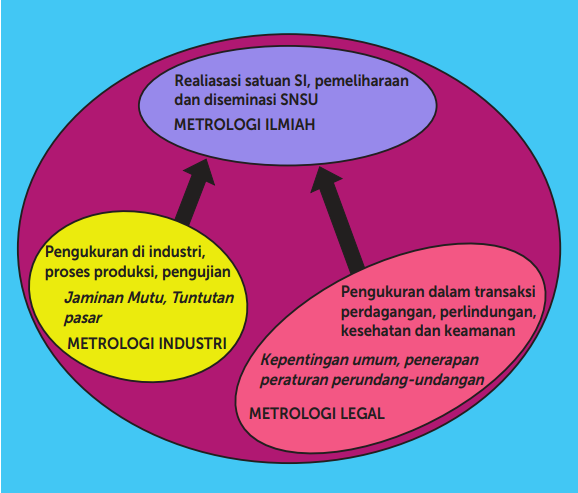 Realiasasi satuan SI, pemeliharaan
dan diseminasi SNSU
METROLOGI ILMIAH
Pengukuran di industri,
proses produksi, pengujian
Jaminan Mutu, Tuntutan
pasar
METROLOGI INDUSTRI
Pengukuran dalam transaksi
perdagangan, perlindungan,
kesehatan dan keamanan
Kepentingan umum, penerapan
peraturan perundang-undangan
METROLOGI LEGAL